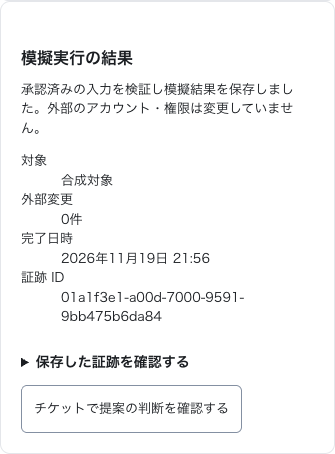 模擬実行の結果
承認済みの入力を検証し模擬結果を保存しまし
た。外部のアカウント・権限は変更していませ
ん。
対象
合成対象
外部変更
0件
完了日時
2026年11月19日 21:56
証跡 ID
01a1f3e1-a00d-7000-9591-
9bb475b6da84
▶ 保存した証跡を確認する
チケットで提案の判断を確認する